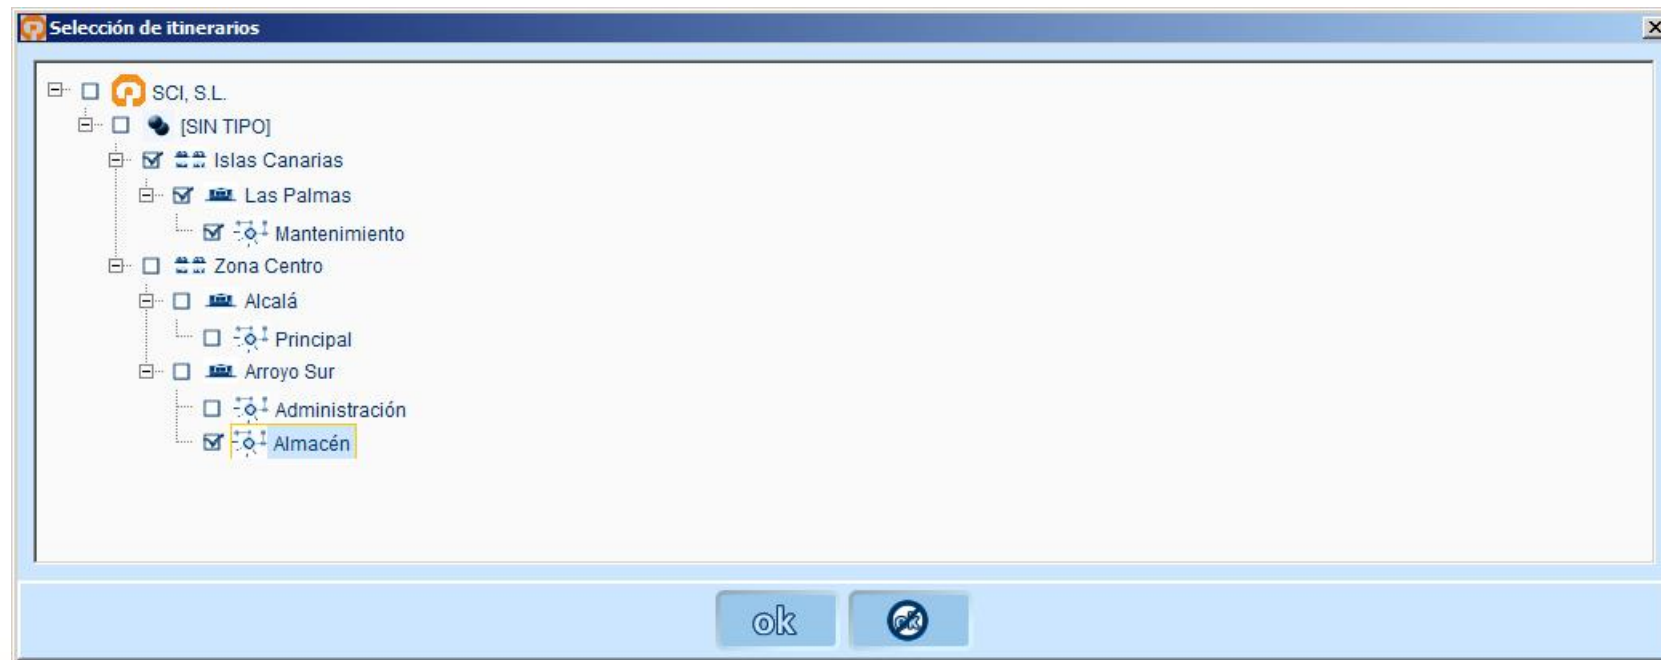 Selección de itinerarios
SCI, S.L.
[SIN TIPO]
Islas Canarias
Las Palmas
Mantenimiento
Zona Centro
Alcalá
Principal
Arroyo Sur
Administración
Almacén
ok
ok